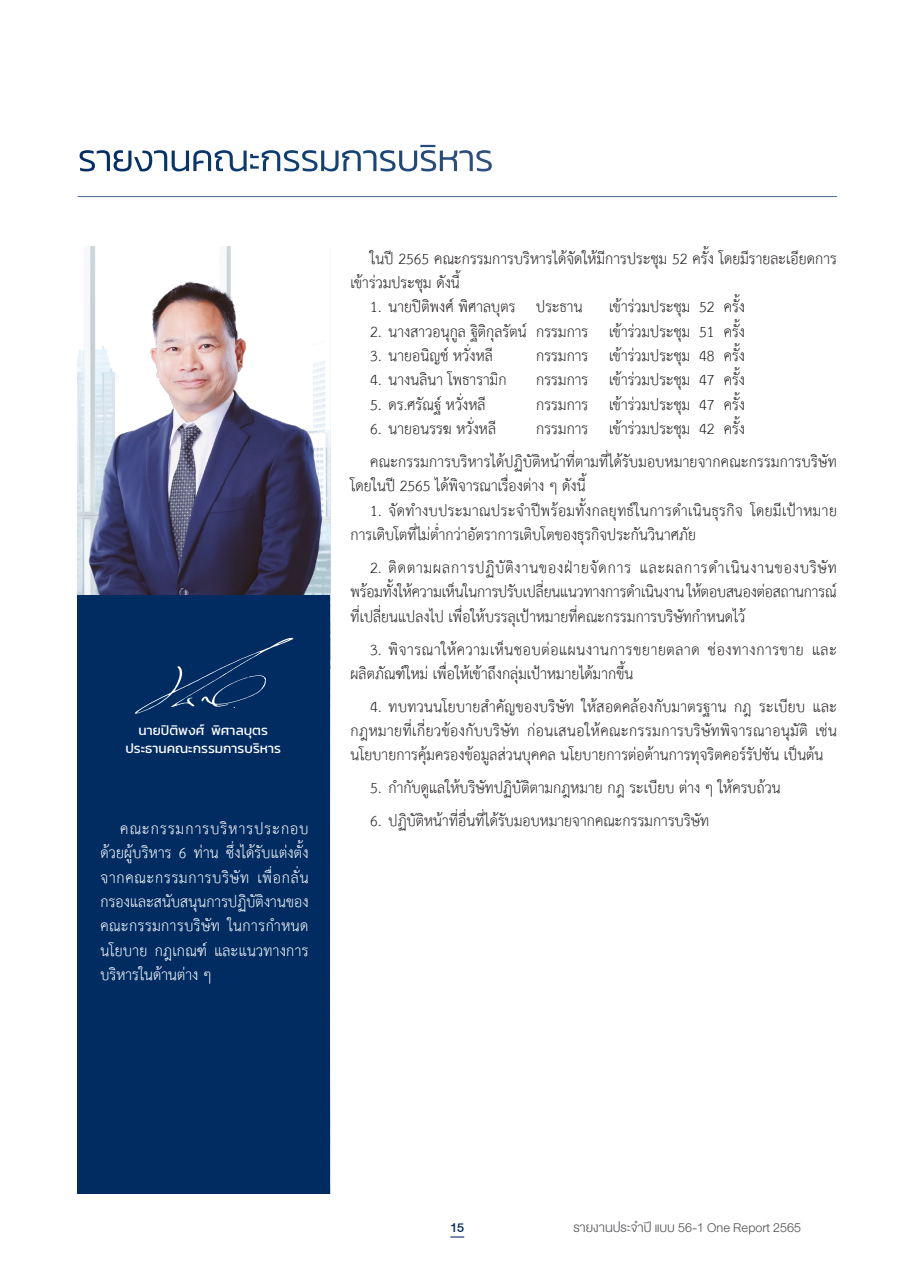 รายงานคณะกรรมการบริหาร
ในปี 2565 คณะกรรมการบริหารได้จัดให้มีการประชุม 52 ครั้ง โดยมีรายละเอียดการ
เข้าร่วมประชุม ดังนี้
1. นายปิติพงศ์ พิศาลบุตร ประธาน เข้าร่วมประชุม 52 ครั้ง
2. นางสาวอนุกูล ฐิติกุลรัตน์ กรรมการ เข้าร่วมประชุม 51 ครั้ง
3. นายอนิญช์ หวั่งหลี กรรมการ เข้าร่วมประชุม 48 ครั้ง
4. นางนลินา โพธารามิก กรรมการ เข้าร่วมประชุม 47 ครั้ง
5. ดร.ศรัณฐ์ หวั่งหลี กรรมการ เข้าร่วมประชุม 47 ครั้ง
6. นายอนรรฆ หวั่งหลี กรรมการ เข้าร่วมประชุม 42 ครั้ง
คณะกรรมการบริหารได้ปฏิบัติหน้าที่ตามที่ได้รับมอบหมายจากคณะกรรมการบริษัท
โดยในปี 2565 ได้พิจารณาเรื่องต่าง ๆ ดังนี้
1. จัดทำงบประมาณประจำปีพร้อมทั้งกลยุทธ์ในการดำเนินธุรกิจ โดยมีเป้าหมาย
การเติบโตที่ไม่ต่ำกว่าอัตราการเติบโตของธุรกิจประกันวินาศภัย
2. ติดตามผลการปฏิบัติงานของฝ่ายจัดการ และผลการดำเนินงานของบริษัท
พร้อมทั้งให้ความเห็นในการปรับเปลี่ยนแนวทางการดำเนินงาน ให้ตอบสนองต่อสถานการณ์
ที่เปลี่ยนแปลงไป เพื่อให้บรรลุเป้าหมายที่คณะกรรมการบริษัทกำหนดไว้
3. พิจารณาให้ความเห็นชอบต่อแผนงานการขยายตลาด ช่องทางการขาย และ
ผลิตภัณฑ์ใหม่ เพื่อให้เข้าถึงกลุ่มเป้าหมายได้มากขึ้น
4. ทบทวนนโยบายสำคัญของบริษัท ให้สอดคล้องกับมาตรฐาน กฎ ระเบียบ และ
กฎหมายที่เกี่ยวข้องกับบริษัท ก่อนเสนอให้คณะกรรมการบริษัทพิจารณาอนุมัติ เช่น
นโยบายการคุ้มครองข้อมูลส่วนบุคคล นโยบายการต่อต้านการทุจริตคอร์รัปชัน เป็นต้น
5. กำกับดูแลให้บริษัทปฏิบัติตามกฎหมาย กฎ ระเบียบ ต่าง ๆ ให้ครบถ้วน
6. ปฏิบัติหน้าที่อื่นที่ได้รับมอบหมายจากคณะกรรมการบริษัท
นายปิติพงศ์ พิศาลบุตร
ประธานคณะกรรมการบริหาร
คณะกรรมการบริหารประกอบ
ด้วยผู้บริหาร 6 ท่าน ซึ่งได้รับแต่งตั้ง
จากคณะกรรมการบริษัท เพื่อกลั่น
กรองและสนับสนุนการปฏิบัติงานของ
คณะกรรมการบริษัท ในการกำหนด
นโยบาย กฎเกณฑ์ และแนวทางการ
บริหารในด้านต่าง ๆ
15
รายงานประจำปี แบบ 56-1 One Report 2565